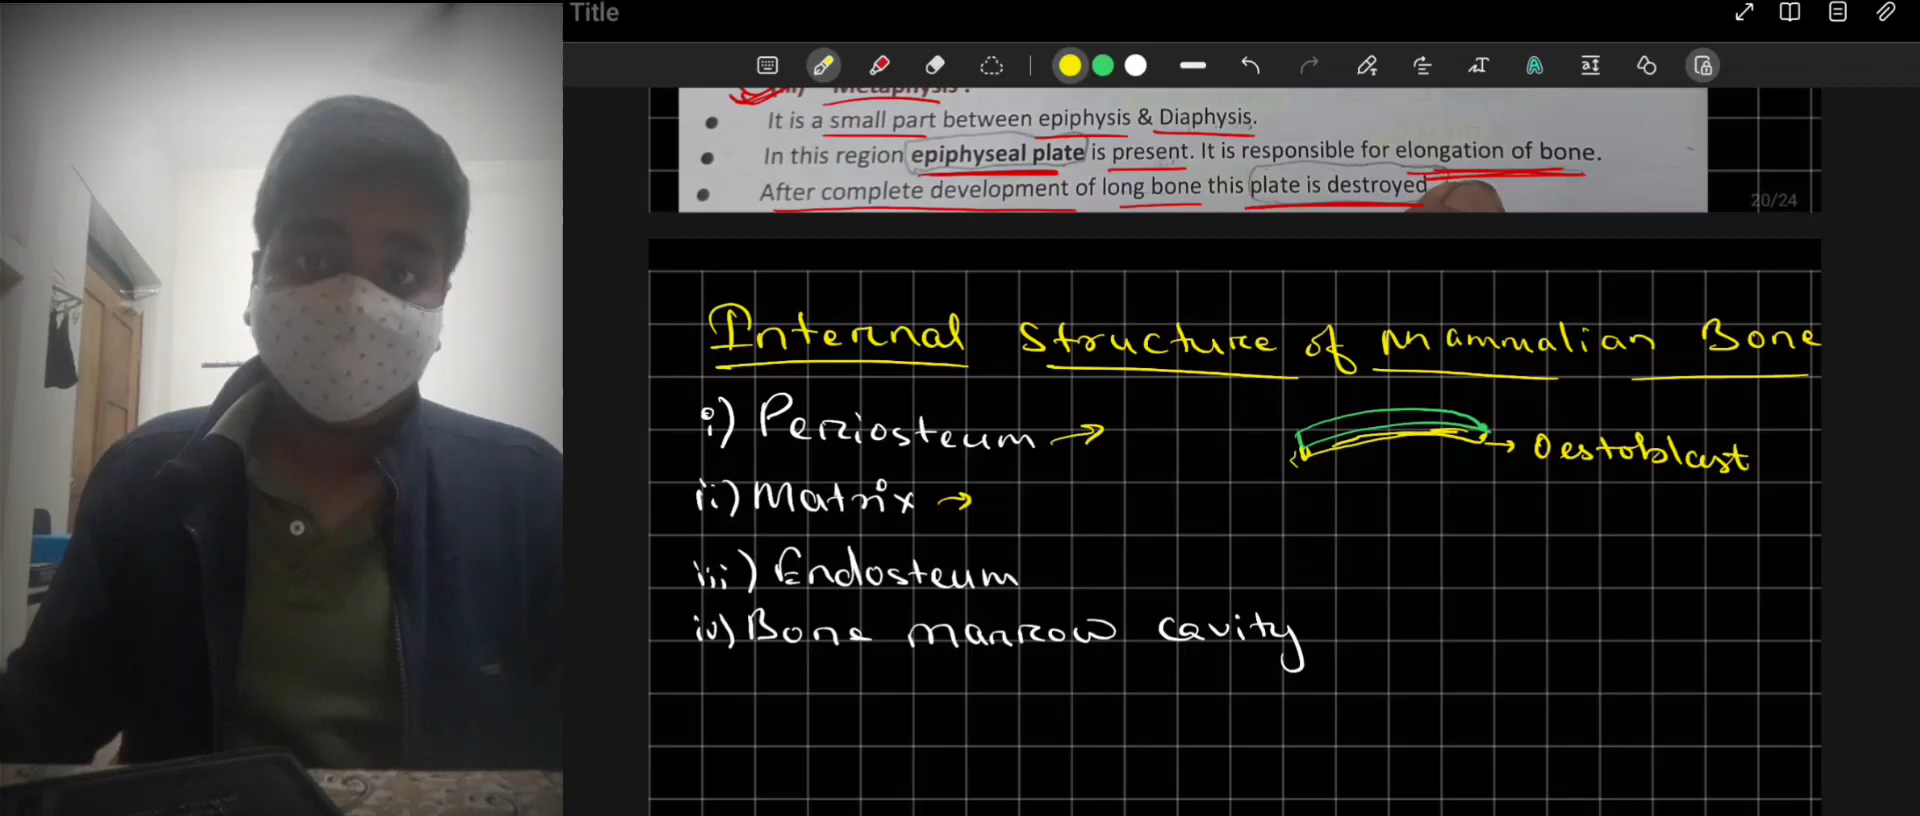 Title
Metaphysis :
It is a small part between epiphysis & Diaphysis.
In this region epiphyseal plate is present. It is responsible for elongation of bone.
After complete development of long bone this plate is destroyed
20/24
Internal Structure of Mammalian Bone
i) Periosteum →
→ Oestoblast
ii) Matrix →
iii) Endosteum
iv) Bone marrow cavity